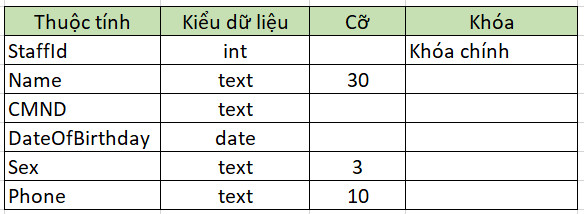 Thuộc tính Kiểu dữ liệu Cỡ Khóa
StaffId int Khóa chính
Name text 30
CMND text
DateOfBirthday date
Sex text 3
Phone text 10